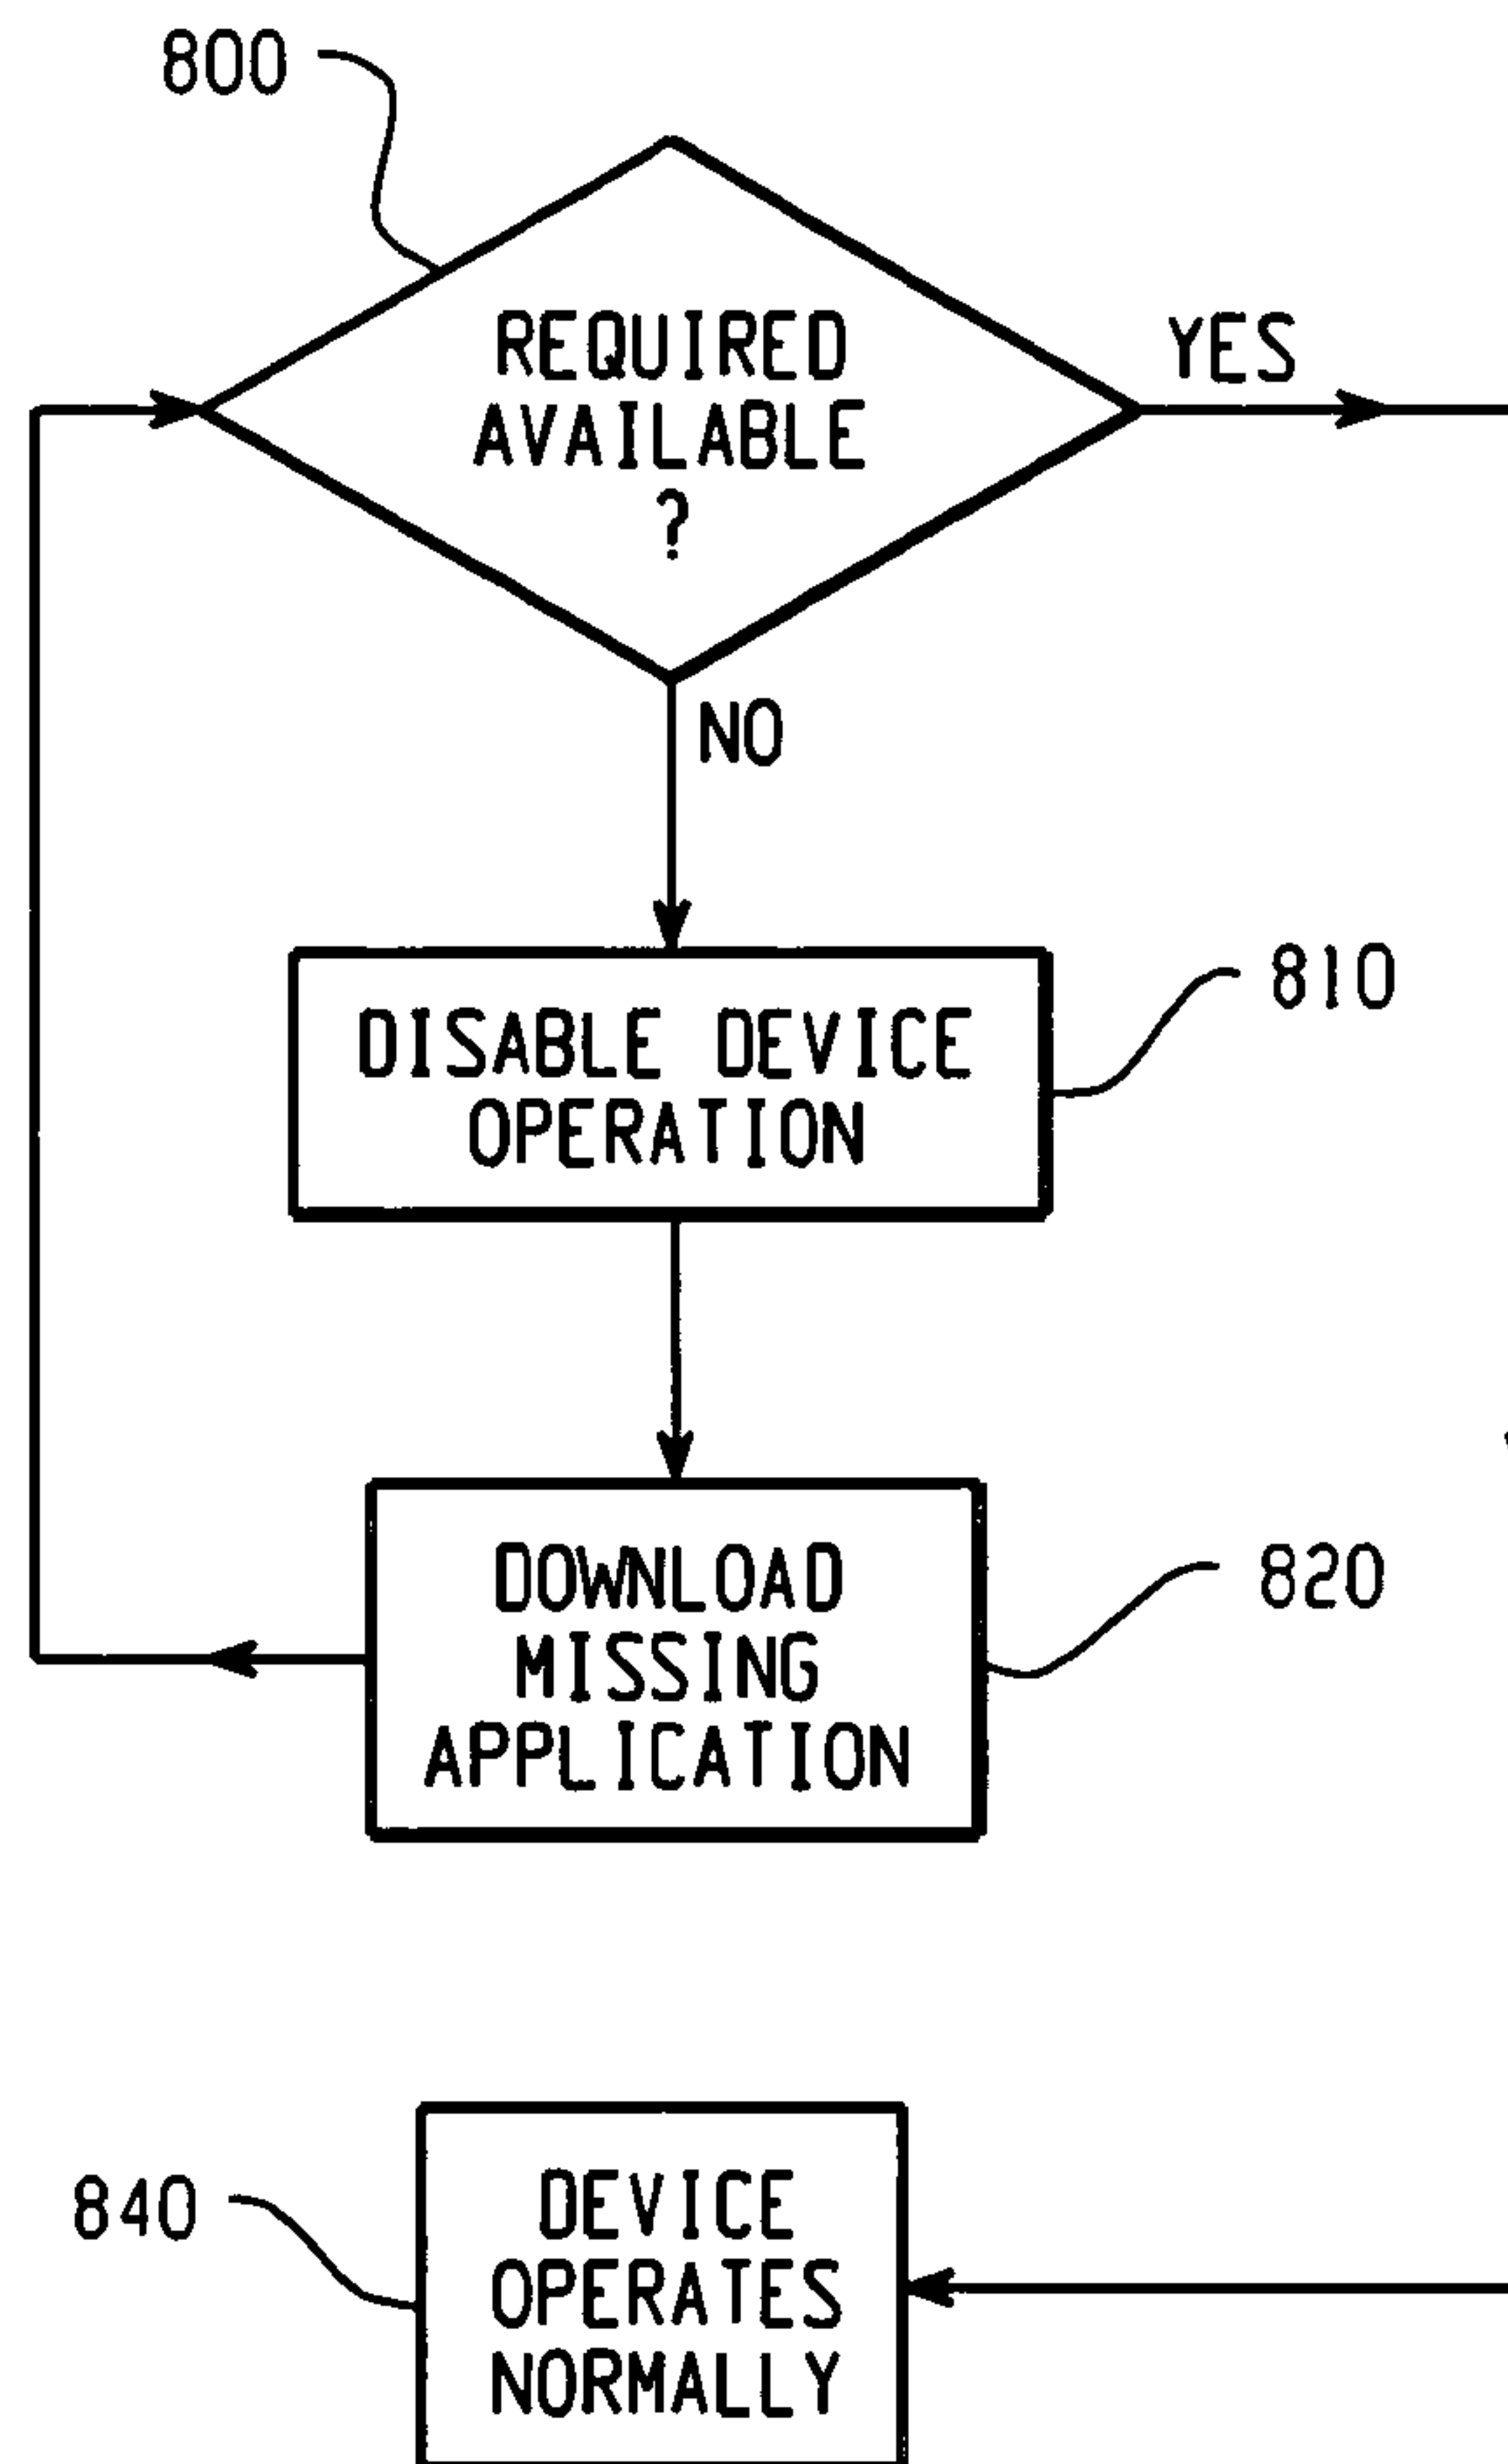 800
REQUIRED
AVAILABLE
?
YES
NO
DISABLE DEVICE
OPERATION
810
DOWNLOAD
MISSING
APPLICATION
820
840
DEVICE
OPERATES
NORMALLY